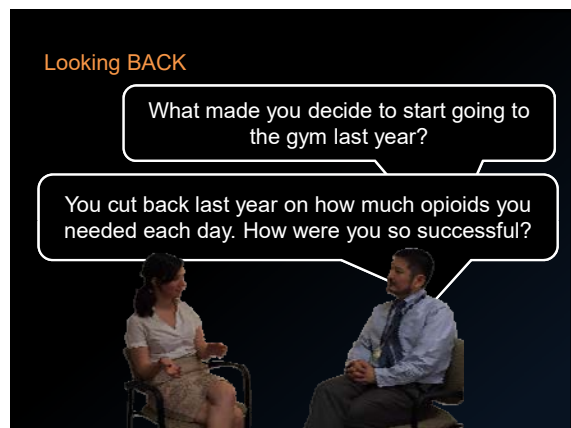 Looking BACK
What made you decide to start going to
the gym last year?
You cut back last year on how much opioids you
needed each day. How were you so successful?